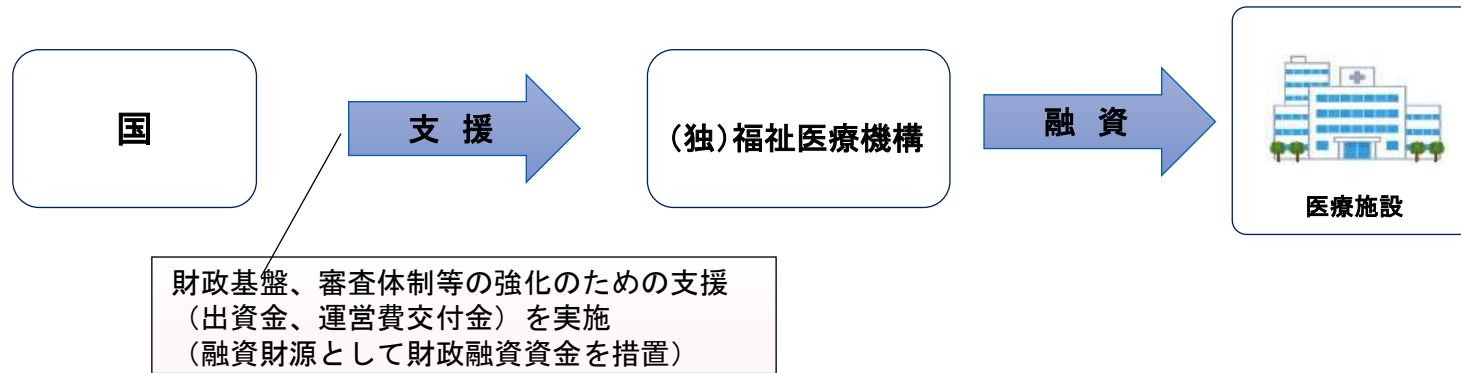 国
支 援
（独）福祉医療機構
融 資
医療施設
財政基盤、審査体制等の強化のための支援
（出資金、運営費交付金）を実施
（融資財源として財政融資資金を措置）